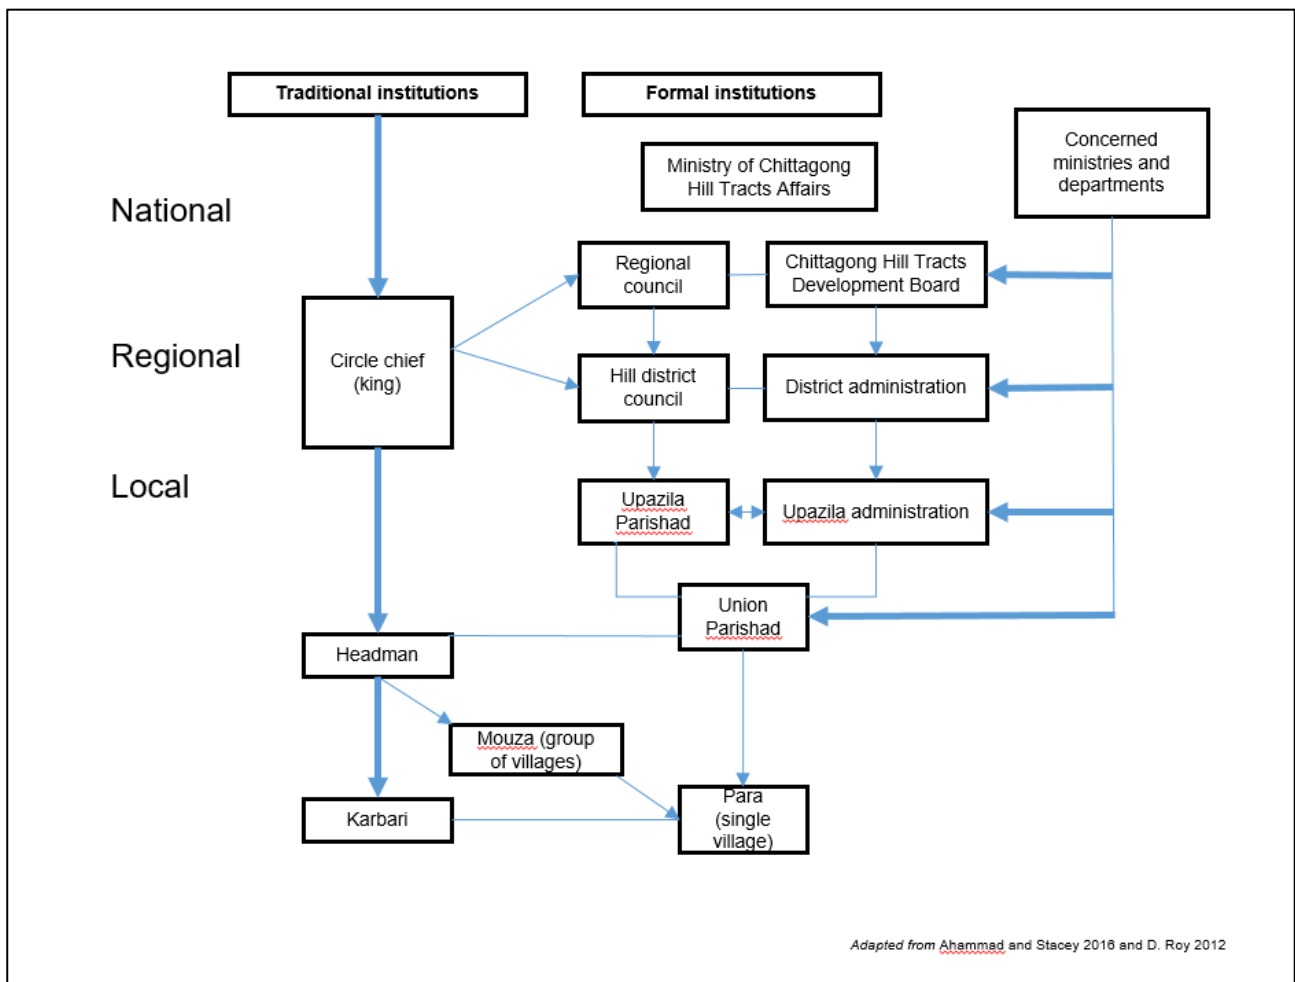 Traditional institutions
Formal institutions
Concerned
ministries and
departments
Ministry of Chittagong
Hill Tracts Affairs
National
Regional
council
Chittagong Hill Tracts
Development Board
Regional
Circle chief
(king)
Hill district
council
District administration
Local
Upazila
Parishad
Upazila administration
Union
Parishad
Headman
Mouza (group
of villages)
Karbari
Para
(single
village)
Adapted from Ahammad and Stacey 2016 and D. Roy 2012